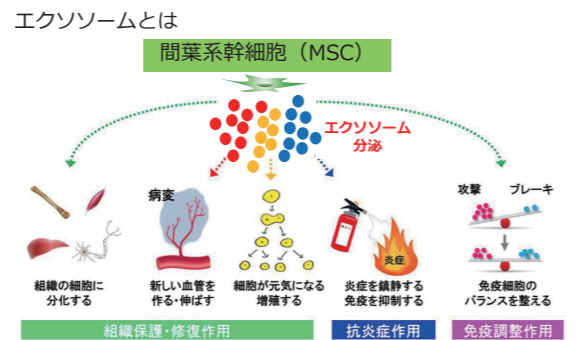 エクソソームとは
間葉系幹細胞（MSC）
エクソソーム
分泌
病変
炎症
攻撃 ブレーキ
組織の細胞に
分化する
新しい血管を
作る・伸ばす
細胞が元気になる
増殖する
炎症を鎮静する
免疫を抑制する
免疫細胞の
バランスを整える
組織保護・修復作用
抗炎症作用
免疫調整作用